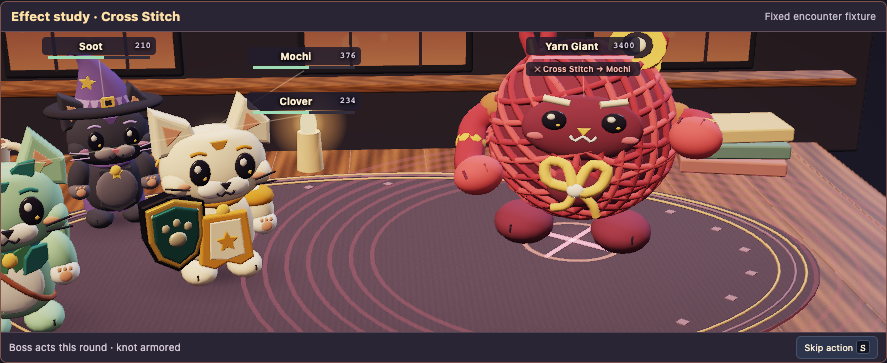 Effect study · Cross Stitch
Fixed encounter fixture
Soot 210
Mochi 376
Clover 234
Yarn Giant 3400
× Cross Stitch → Mochi
Boss acts this round · knot armored
Skip action S